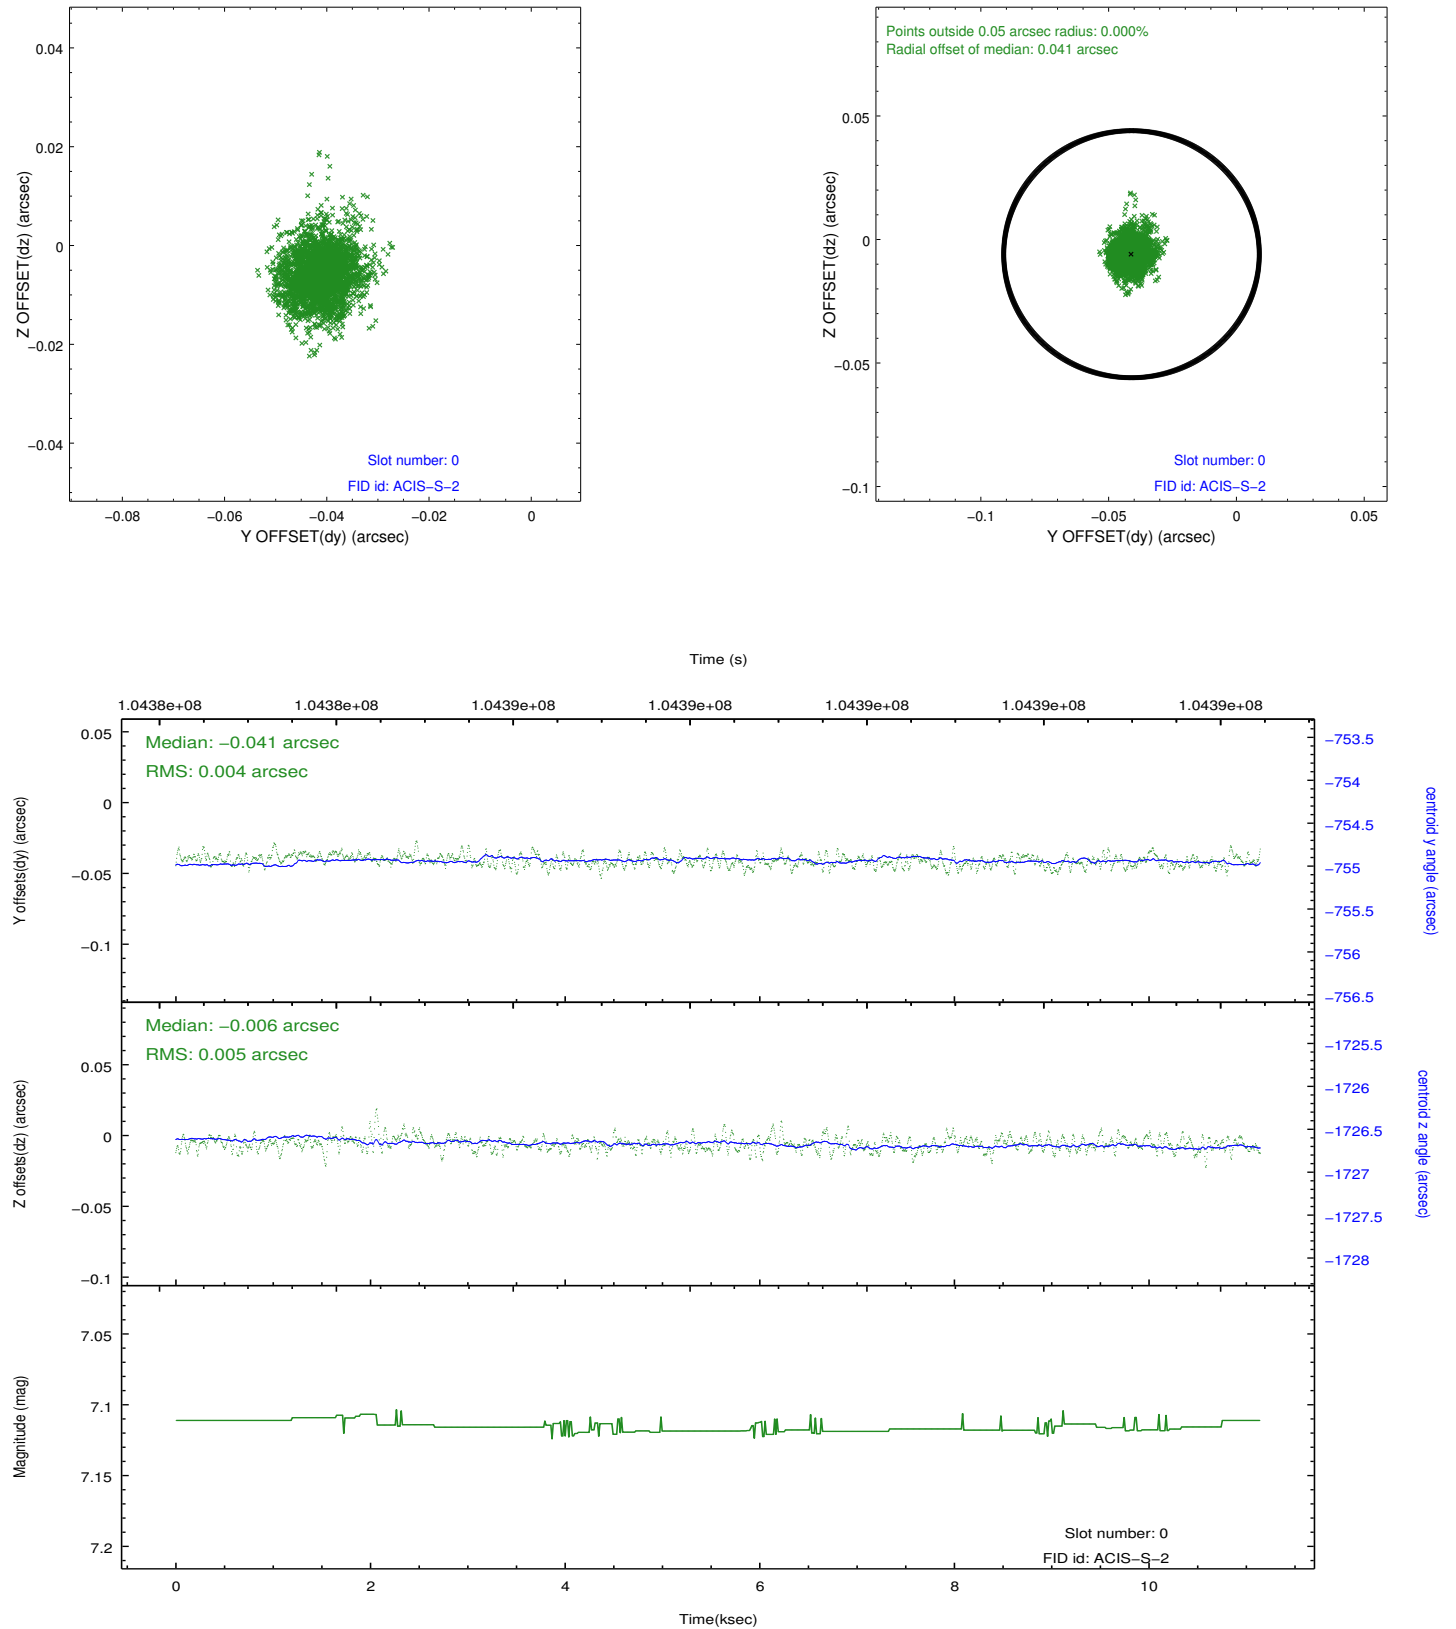 0.04
0.02
0
−0.02
−0.04
Z OFFSET(dz) (arcsec)
Slot number: 0
FID id: ACIS−S−2
−0.08 −0.06 −0.04 −0.02 0
Y OFFSET(dy) (arcsec)
Points outside 0.05 arcsec radius: 0.000%
Radial offset of median: 0.041 arcsec
0.05
0
−0.05
−0.1
Z OFFSET(dz) (arcsec)
Slot number: 0
FID id: ACIS−S−2
−0.1 −0.05 0 0.05
Y OFFSET(dy) (arcsec)
Time (s)
1.0438e+08 1.0438e+08 1.0439e+08 1.0439e+08 1.0439e+08 1.0439e+08 1.0439e+08
Median: −0.041 arcsec
RMS: 0.004 arcsec
0.05
0
−0.05
−0.1
Y offsets(dy) (arcsec)
−753.5
−754
−754.5
−755
−755.5
−756
−756.5
centroid y angle (arcsec)
Median: −0.006 arcsec
RMS: 0.005 arcsec
0.05
0
−0.05
−0.1
Z offsets(dz) (arcsec)
−1725.5
−1726
−1726.5
−1727
−1727.5
−1728
centroid z angle (arcsec)
7.05
7.1
7.15
7.2
Magnitude (mag)
Slot number: 0
FID id: ACIS−S−2
0 2 4 6 8 10
Time(ksec)